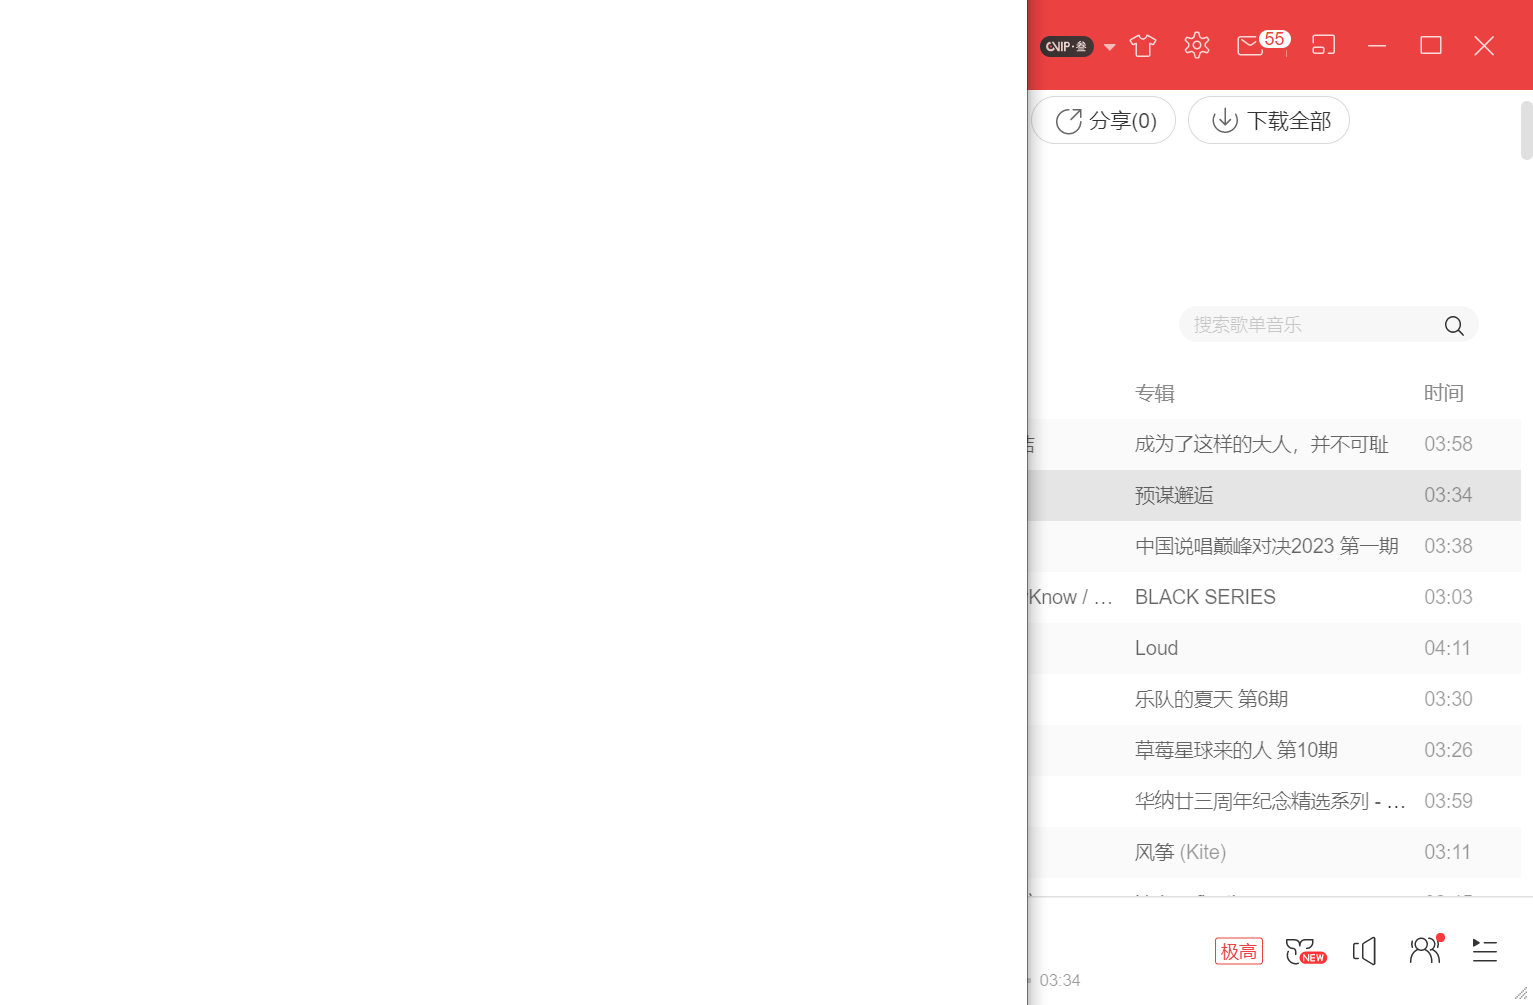 VIP·叁
55
分享(0)
下载全部
搜索歌单音乐
专辑 时间
成为了这样的大人，并不可耻 03:58
预谋邂逅 03:34
中国说唱巅峰对决2023 第一期 03:38
Know / … BLACK SERIES 03:03
Loud 04:11
乐队的夏天 第6期 03:30
草莓星球来的人 第10期 03:26
华纳廿三周年纪念精选系列 - … 03:59
风筝 (Kite) 03:11
极高
NEW
03:34